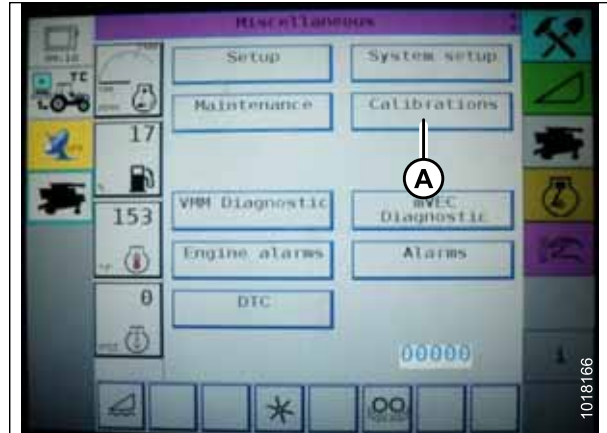 Miscellaneous
TC
Setup
System setup
Maintenance
Calibrations
17
A
VMM Diagnostic
mVEC
Diagnostic
153
Engine alarms
Alarms
0
DTC
00000
1018166